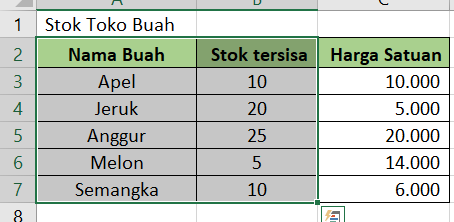 A B C
1 Stok Toko Buah
2 Nama Buah Stok tersisa Harga Satuan
3 Apel 10 10.000
4 Jeruk 20 5.000
5 Anggur 25 20.000
6 Melon 5 14.000
7 Semangka 10 6.000
8